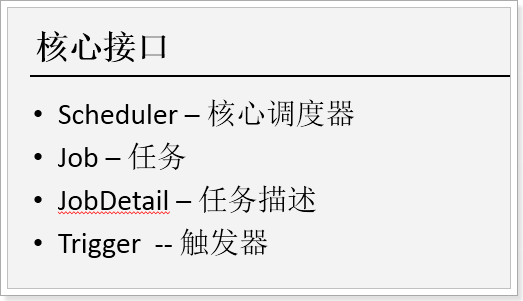 核心接口
• Scheduler – 核心调度器
• Job – 任务
• JobDetail – 任务描述
• Trigger  -- 触发器